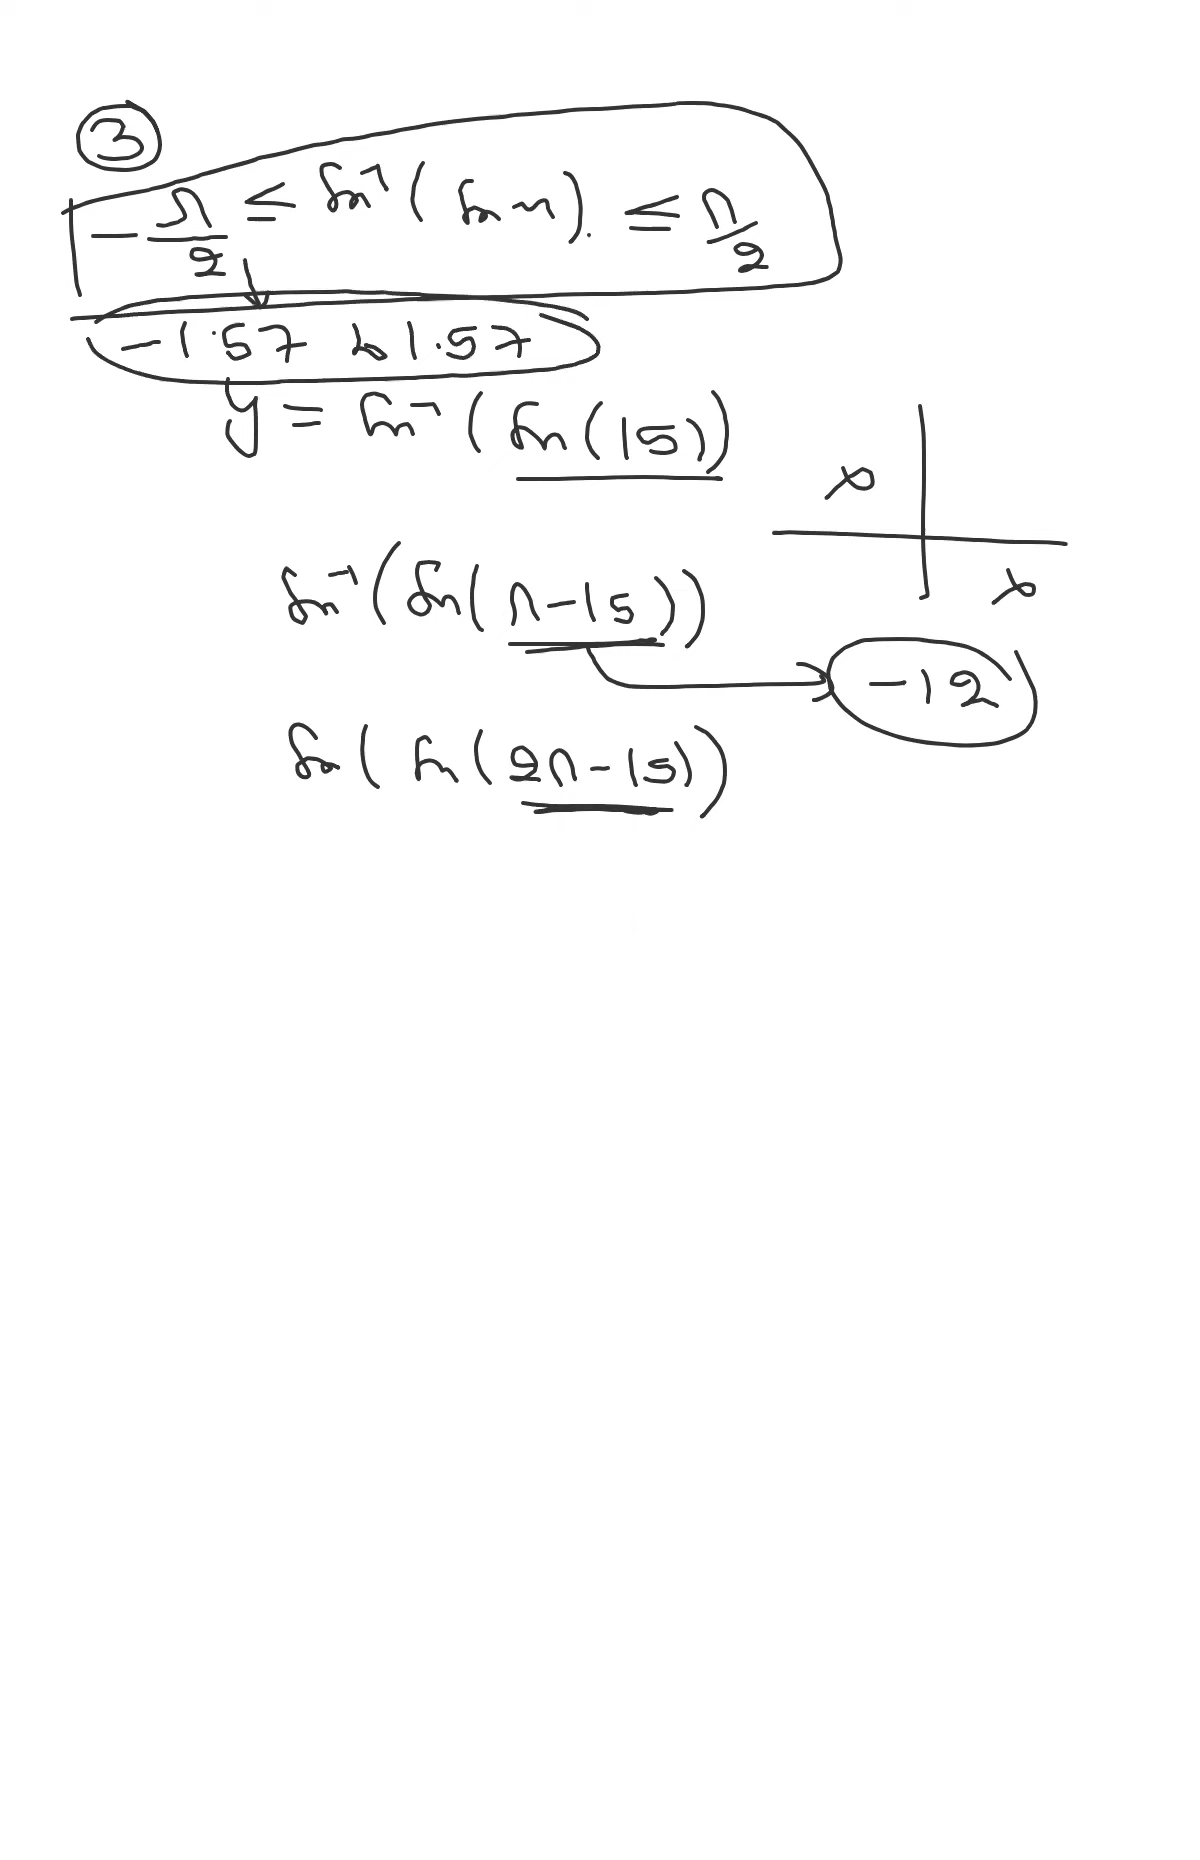 ③
-π/2 ≤ sin⁻¹(sin x). ≤ π/2
-1.57 to 1.57
y = sin⁻¹(sin(15))
sin⁻¹(sin(π-15))
-12
sin(sin(2π-15))